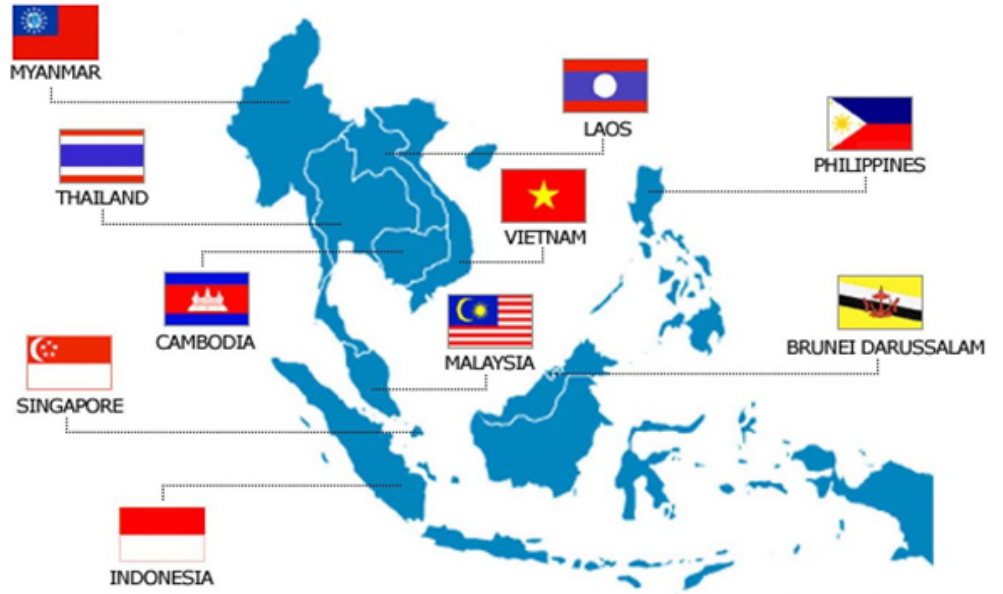 MYANMAR
LAOS
PHILIPPINES
THAILAND
VIETNAM
CAMBODIA
MALAYSIA
BRUNEI DARUSSALAM
SINGAPORE
INDONESIA